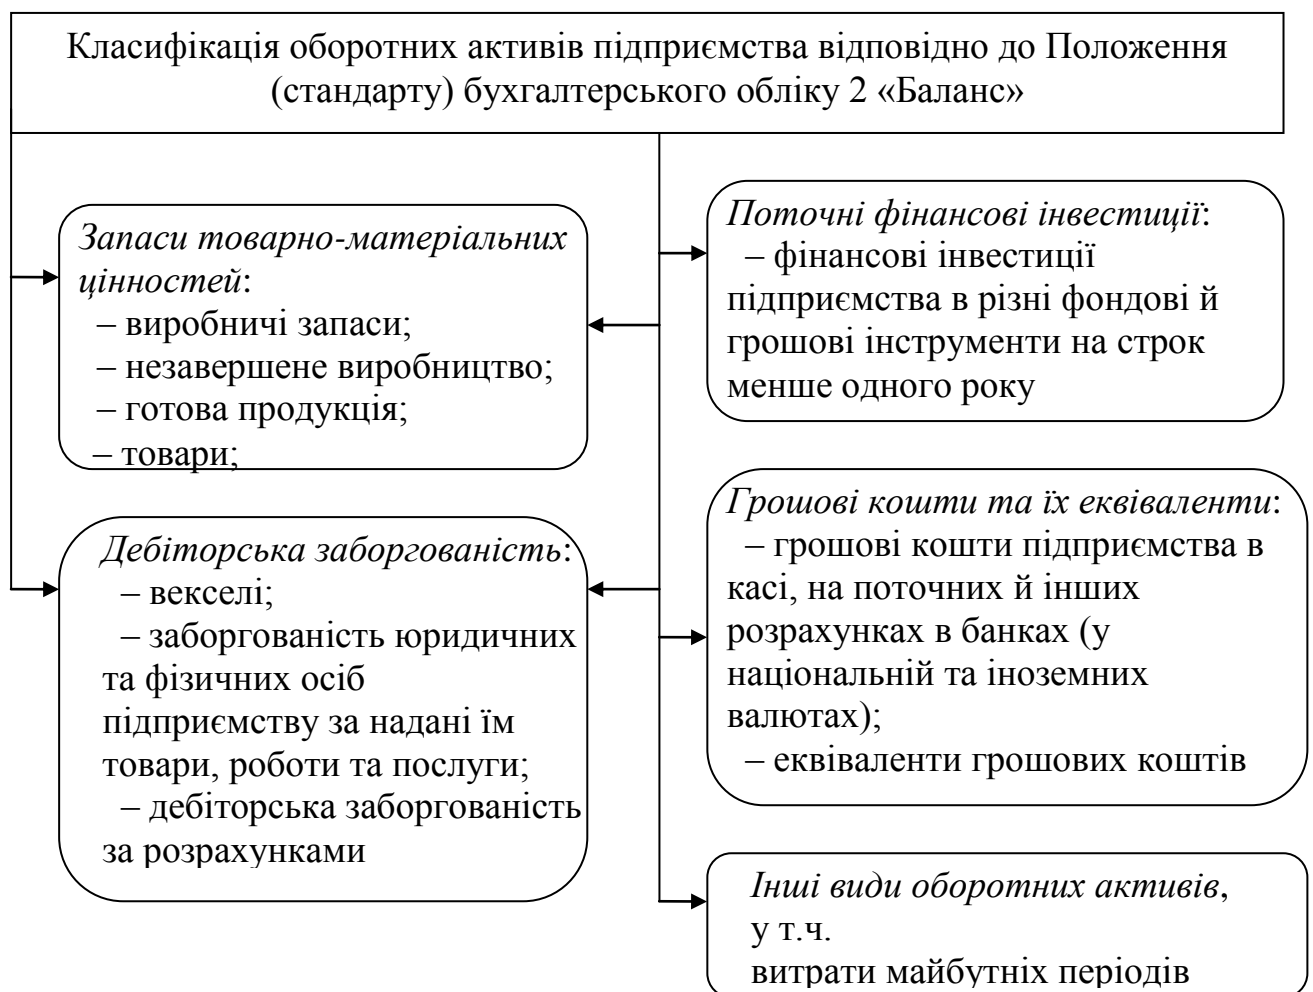 Класифікація оборотних активів підприємства відповідно до Положення
(стандарту) бухгалтерського обліку 2 «Баланс»
Запаси товарно-матеріальних
цінностей:
– виробничі запаси;
– незавершене виробництво;
– готова продукція;
– товари;
Дебіторська заборгованість:
– векселі;
– заборгованість юридичних
та фізичних осіб
підприємству за надані їм
товари, роботи та послуги;
– дебіторська заборгованість
за розрахунками
Поточні фінансові інвестиції:
– фінансові інвестиції
підприємства в різні фондові й
грошові інструменти на строк
менше одного року
Грошові кошти та їх еквіваленти:
– грошові кошти підприємства в
касі, на поточних й інших
розрахунках в банках (у
національній та іноземних
валютах);
– еквіваленти грошових коштів
Інші види оборотних активів,
у т.ч.
витрати майбутніх періодів